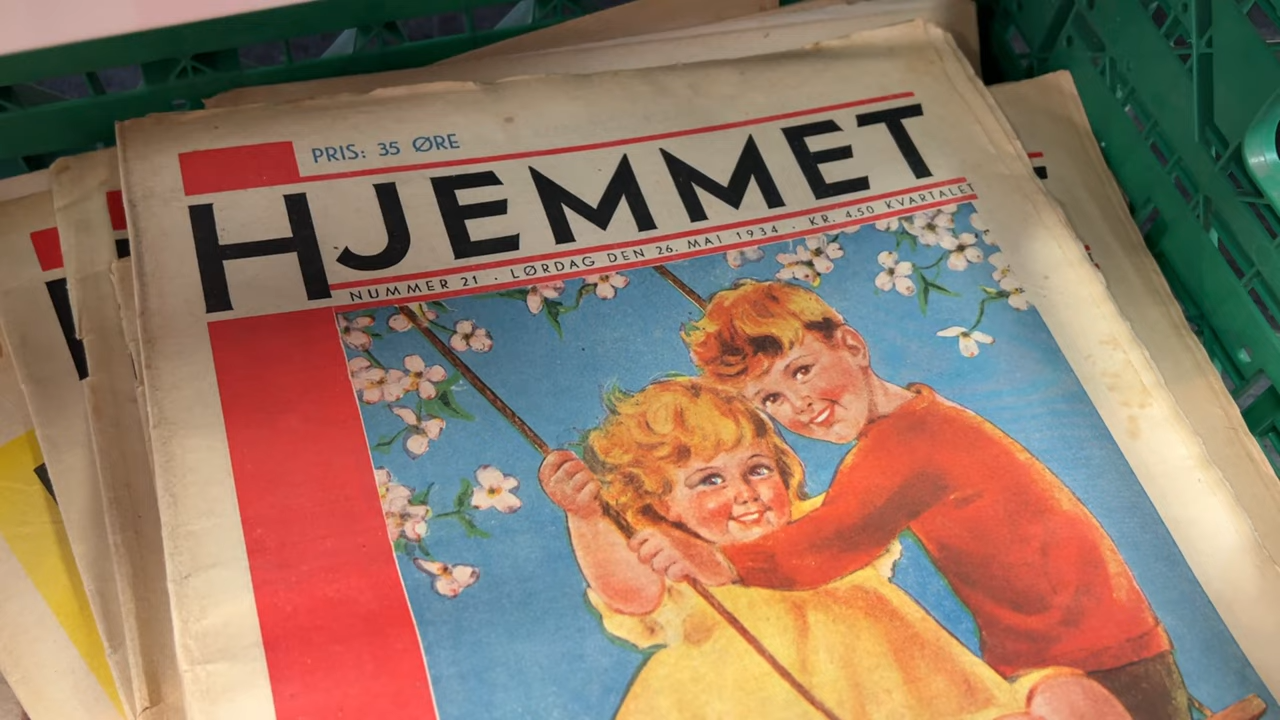 PRIS: 35 ØRE
HJEMMET
NUMMER 21 · LØRDAG DEN 26. MAI 1934 · KR. 4.50 KVARTALET